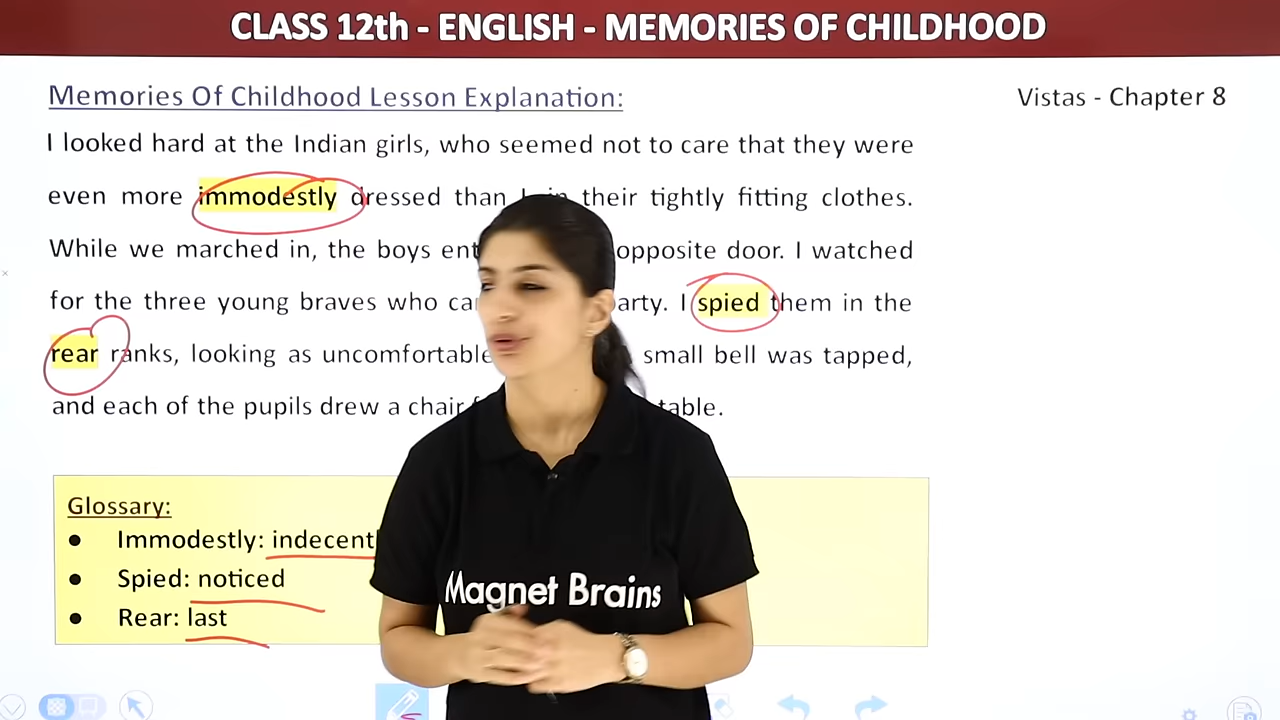 CLASS 12th - ENGLISH - MEMORIES OF CHILDHOOD
Memories Of Childhood Lesson Explanation:
Vistas - Chapter 8
I looked hard at the Indian girls, who seemed not to care that they were
even more immodestly dressed than I in their tightly fitting clothes.
While we marched in, the boys opposite door. I watched
for the three young braves who I spied them in the
rear ranks, looking as uncomfortable small bell was tapped,
and each of the pupils drew a chair table.
Glossary:
● Immodestly:
● Spied: noticed
● Rear: last
Magnet Brains